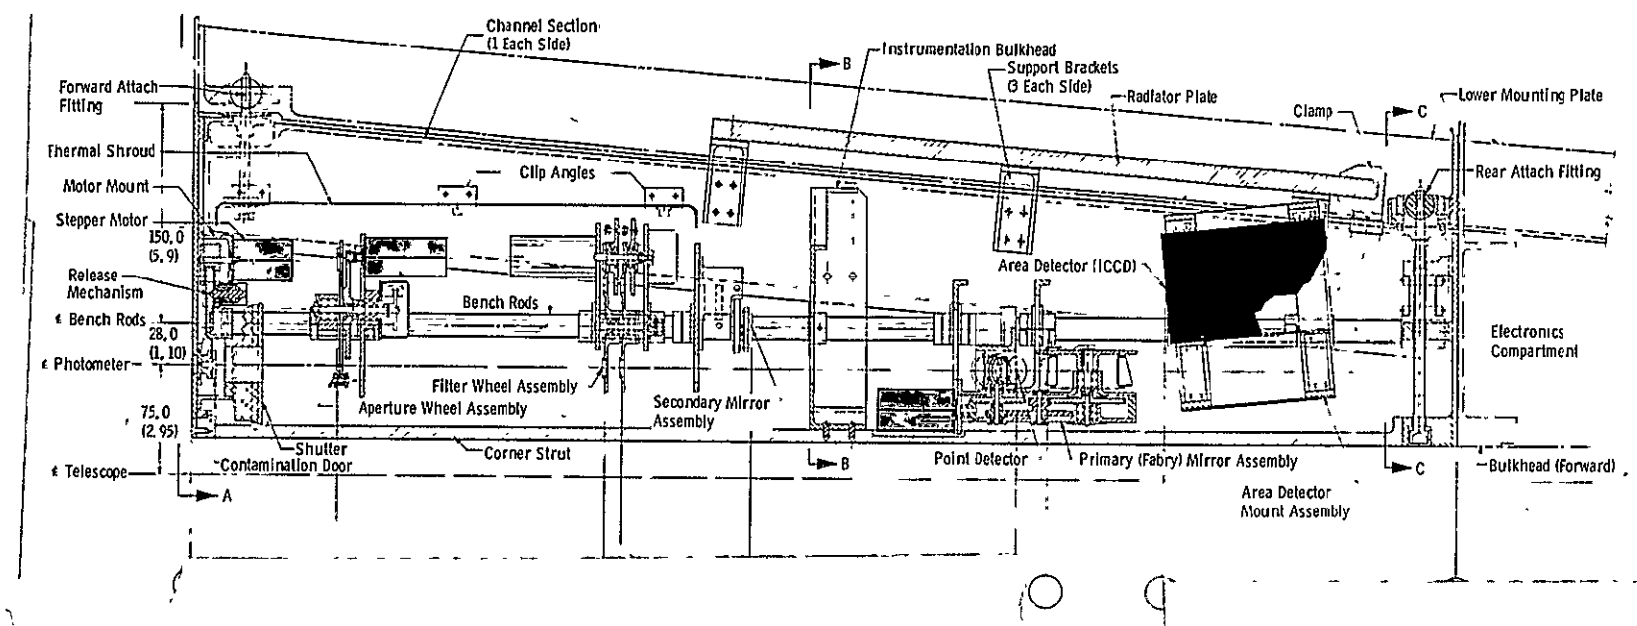 Channel Section
(1 Each Side)
B
Instrumentation Bulkhead
Support Brackets
(3 Each Side)
Radiator Plate
Clamp
C
Lower Mounting Plate
Forward Attach
Fitting
Thermal Shroud
Clip Angles
Rear Attach Fitting
Motor Mount
Stepper Motor
150.0
(5.9)
Area Detector (ICCD)
Release
Mechanism
Bench Rods
℄ Bench Rods
28.0
(1.10)
Electronics
Compartment
℄ Photometer
Filter Wheel Assembly
Aperture Wheel Assembly
Secondary Mirror
Assembly
75.0
(2.95)
Shutter
Contamination Door
Corner Strut
B
Point Detector
Primary (Fabry) Mirror Assembly
C
Bulkhead (Forward)
℄ Telescope
A
Area Detector
Mount Assembly